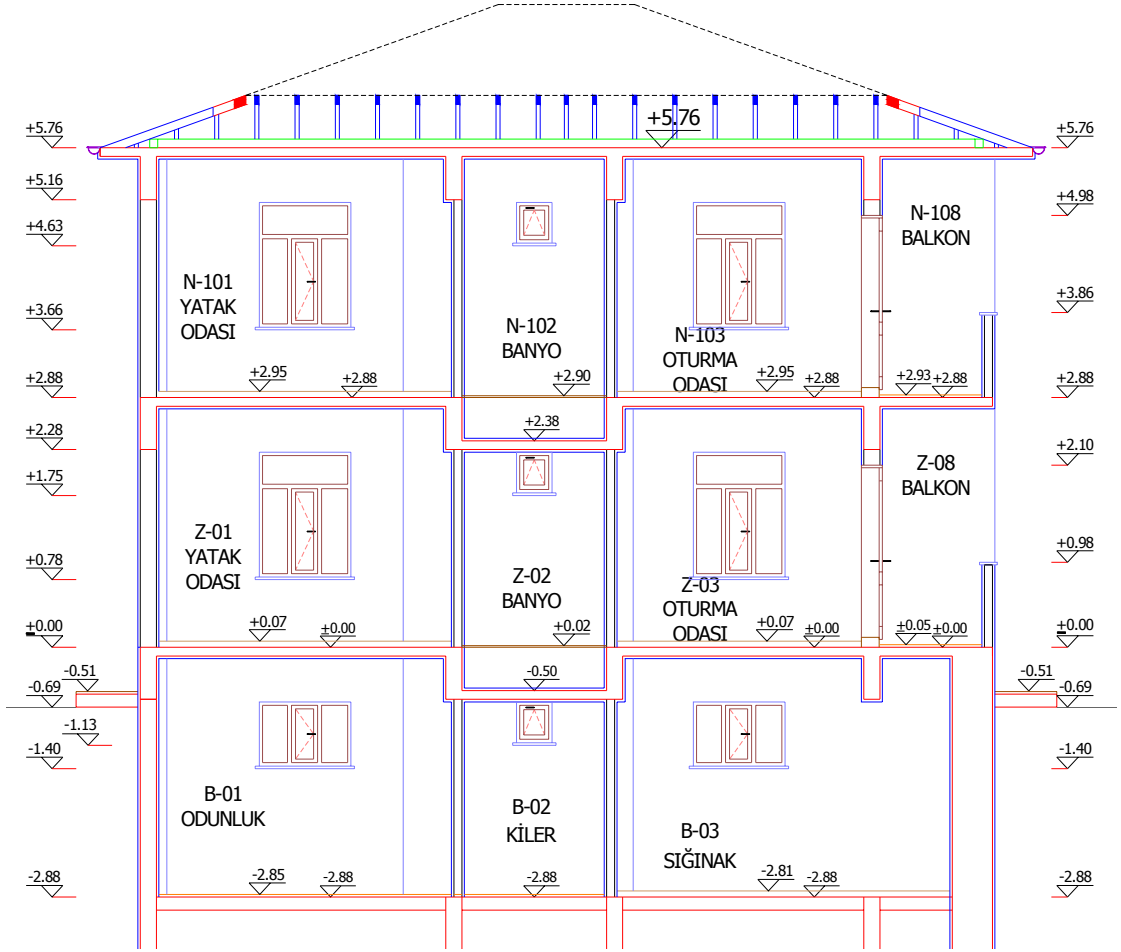 +5.76
+5.76
+5.76
+5.16
+4.98
+4.63
N-108
BALKON
N-101
YATAK
ODASI
N-102
BANYO
N-103
OTURMA
ODASI
+3.86
+3.66
+2.95
+2.88
+2.90
+2.95
+2.88
+2.93
+2.88
+2.88
+2.88
+2.38
+2.28
+2.10
+1.75
Z-08
BALKON
Z-01
YATAK
ODASI
Z-02
BANYO
Z-03
OTURMA
ODASI
+0.98
+0.78
+0.07
±0.00
+0.02
+0.07
±0.00
±0.05
±0.00
±0.00
±0.00
-0.51
-0.50
-0.51
-0.69
-0.69
-1.13
-1.40
-1.40
B-01
ODUNLUK
B-02
KİLER
B-03
SIĞINAK
-2.88
-2.85
-2.88
-2.88
-2.81
-2.88
-2.88